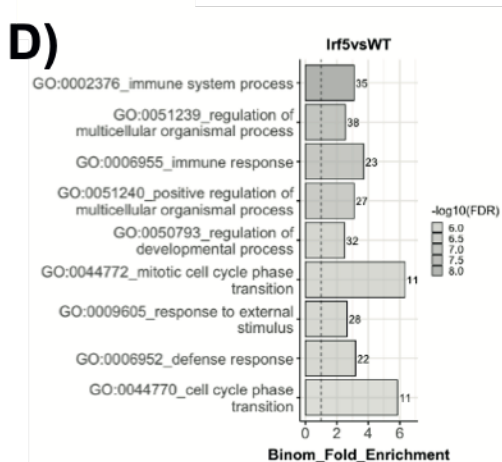 D)
Irf5vsWT
GO:0002376_immune system process
35
GO:0051239_regulation of
multicellular organismal process
38
GO:0006955_immune response
23
GO:0051240_positive regulation of
multicellular organismal process
27
GO:0050793_regulation of
developmental process
32
GO:0044772_mitotic cell cycle phase
transition
11
GO:0009605_response to external
stimulus
28
GO:0006952_defense response
22
GO:0044770_cell cycle phase
transition
11
-log10(FDR)
6.0
6.5
7.0
7.5
8.0
0 2 4 6
Binom_Fold_Enrichment